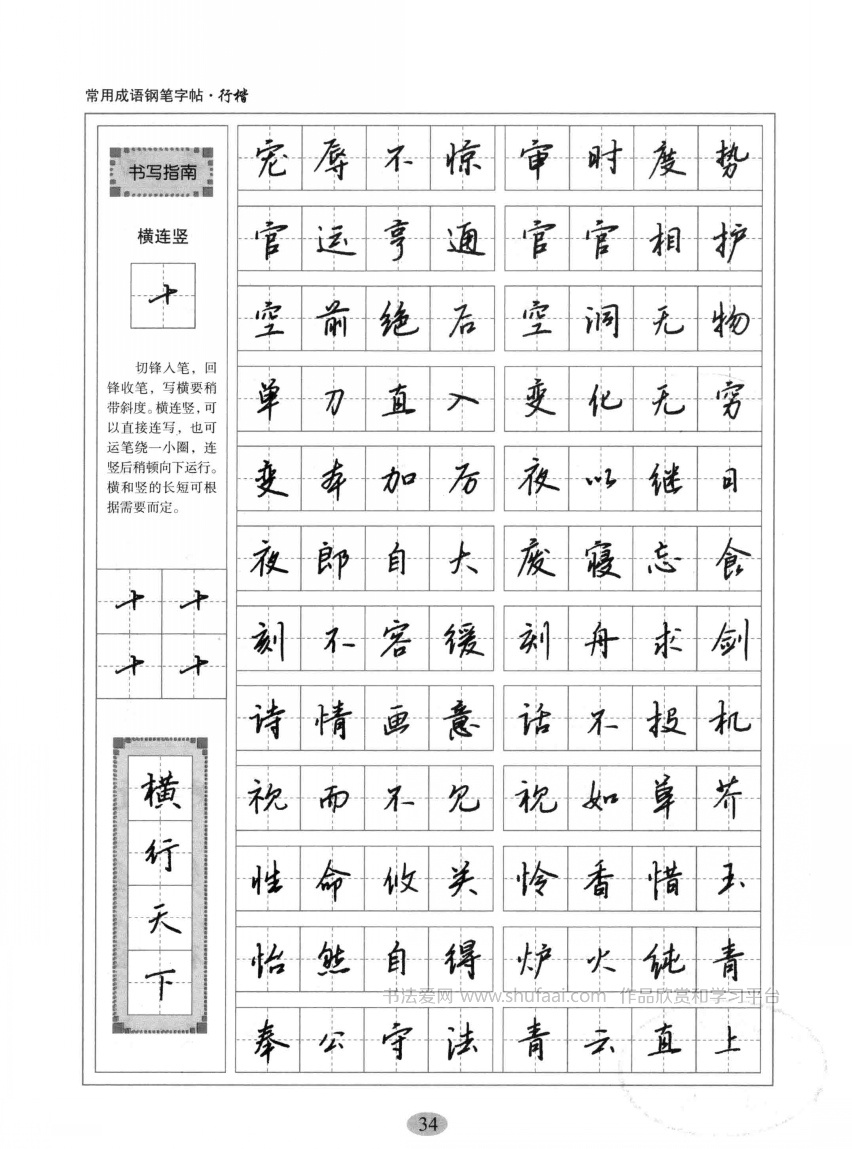 常用成语钢笔字帖·行楷
书写指南
横连竖
十
切锋入笔，回
锋收笔，写横要稍
带斜度。横连竖，可
以直接连写，也可
运笔绕一小圈，连
竖后稍顿向下运行。
横和竖的长短可根
据需要而定。
十 十
十 十
横
行
天
下
宠辱不惊 审时度势
官运亨通 官官相护
空前绝后 空洞无物
单刀直入 变化无穷
变本加厉 夜以继日
夜郎自大 废寝忘食
刻不容缓 刻舟求剑
诗情画意 话不投机
视而不见 视如草芥
性命攸关 怜香惜玉
怡然自得 炉火纯青
书法爱网 www.shufaai.com 作品欣赏和学习平台
奉公守法 青云直上
34